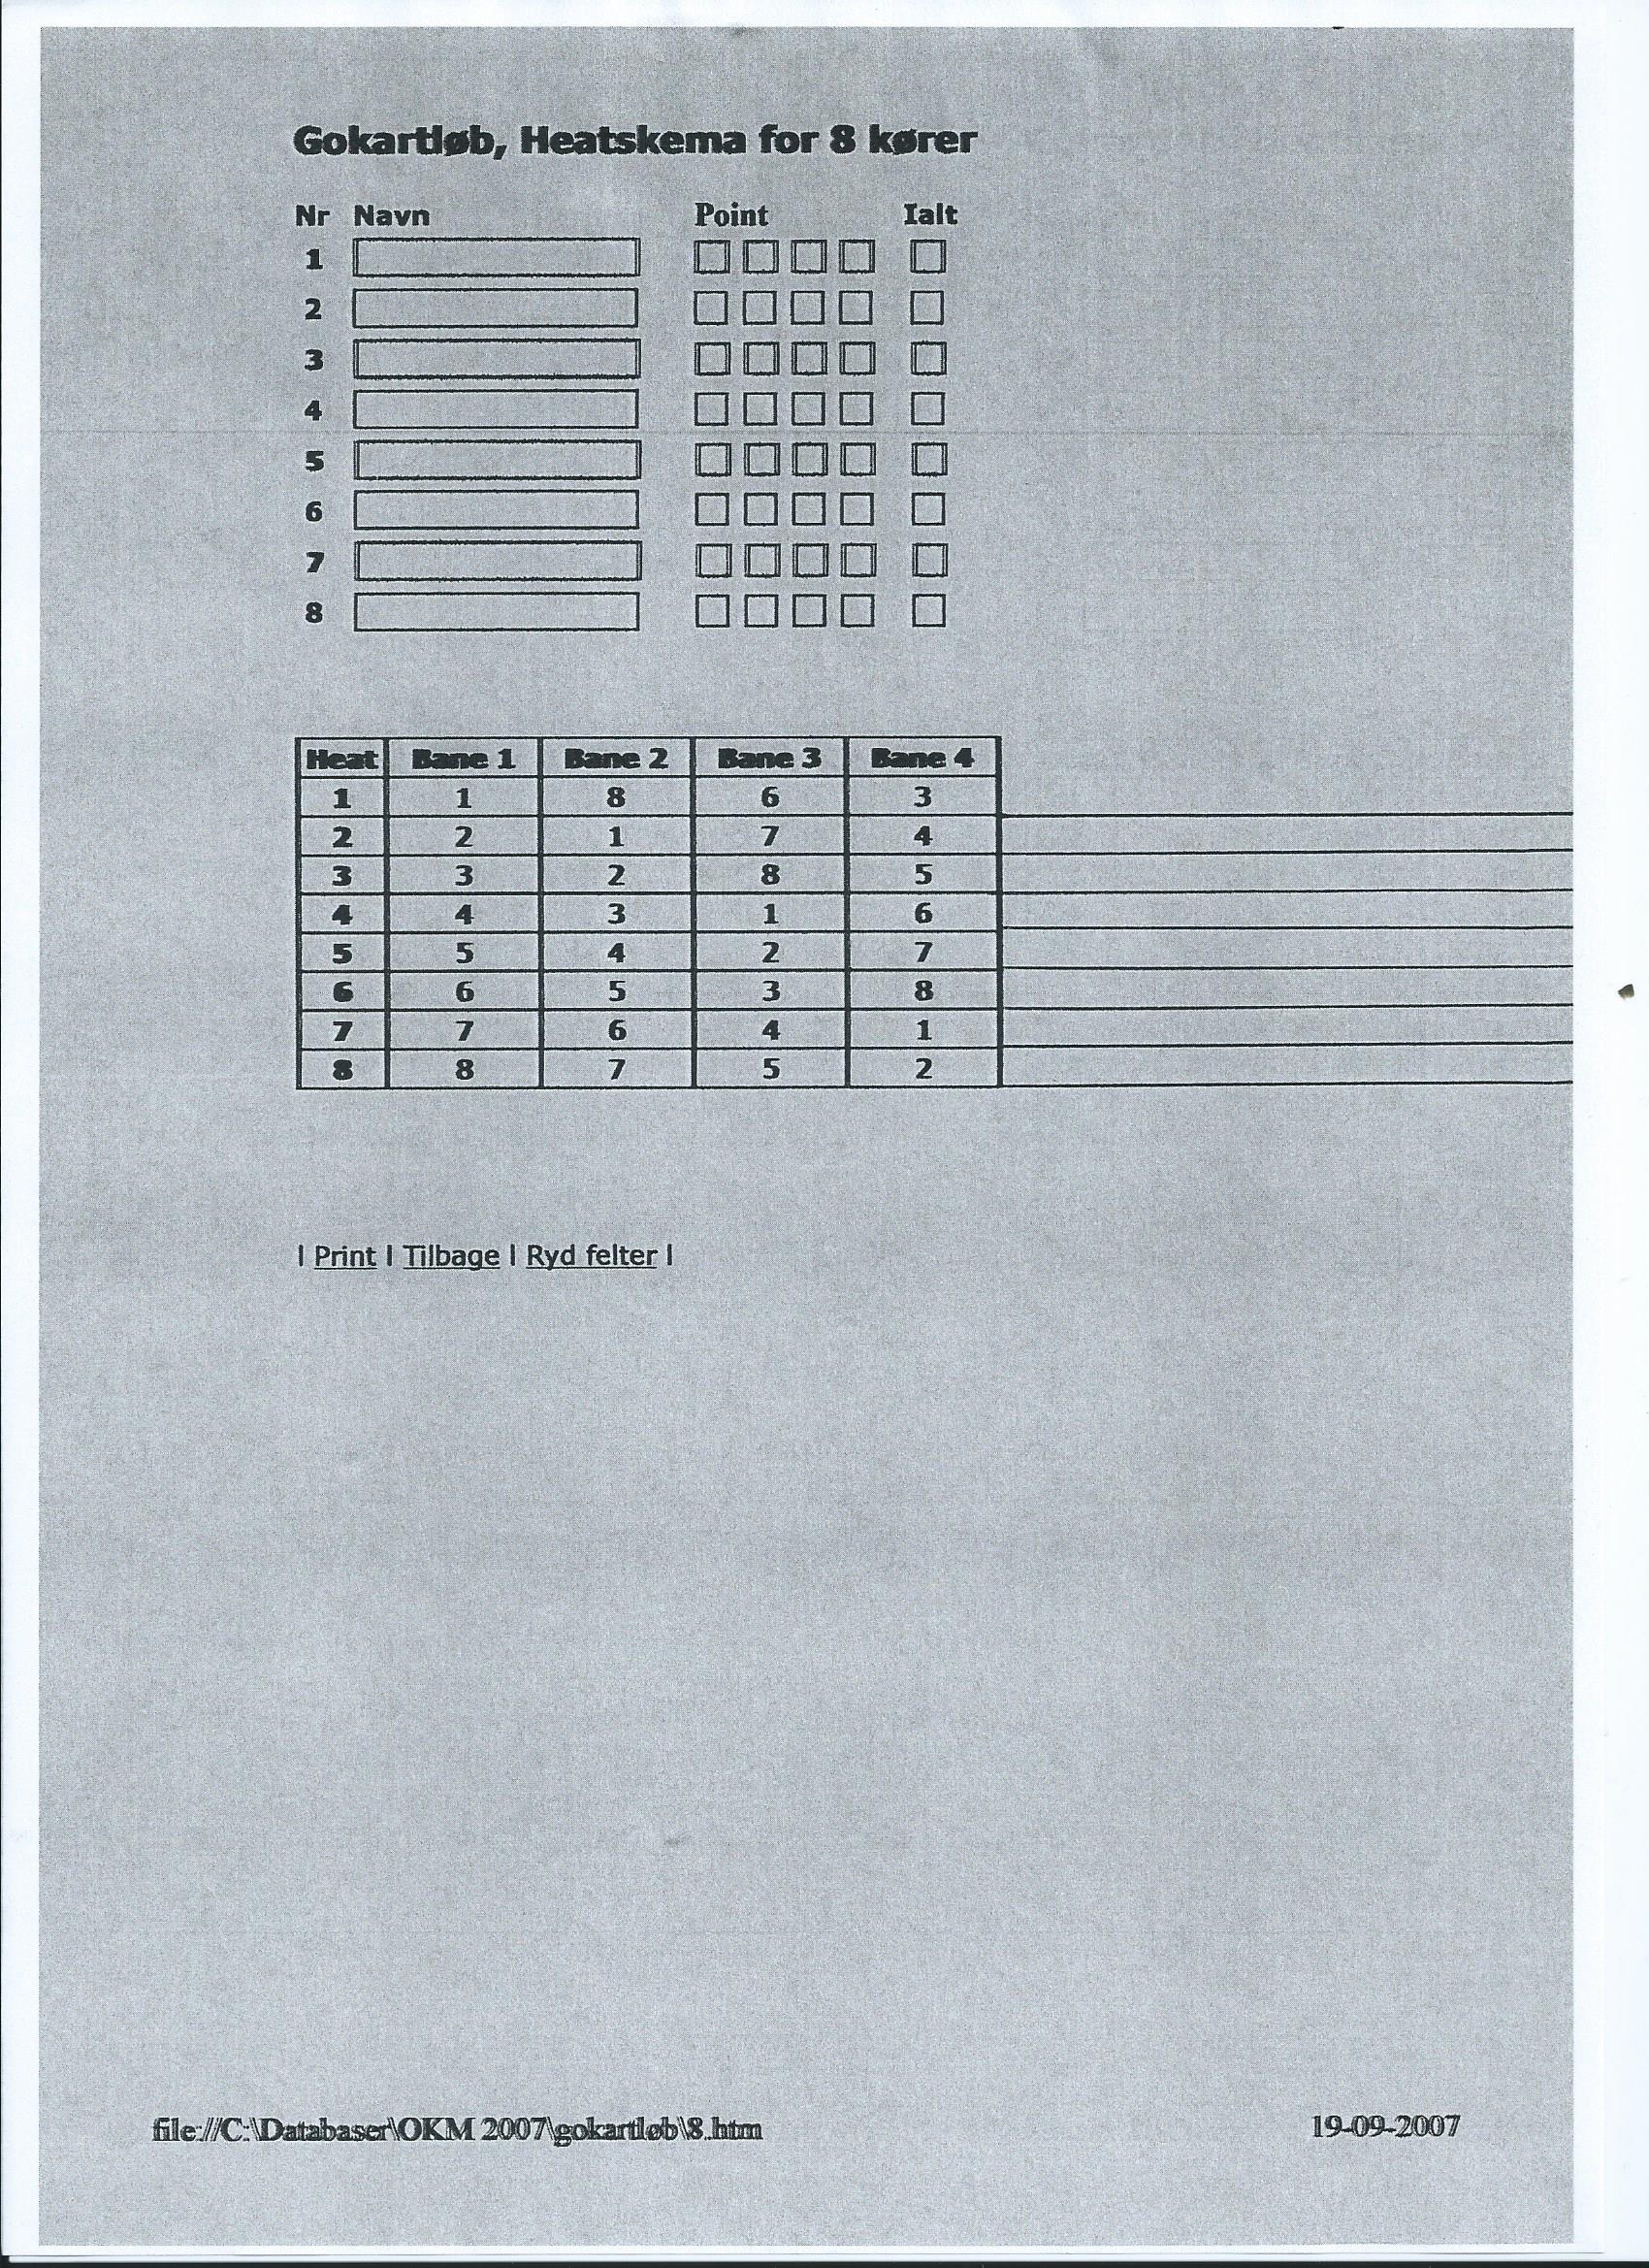 Gokartløb, Heatskema for 8 kører
Nr Navn Point Ialt
1
2
3
4
5
6
7
8
Heat Bane 1 Bane 2 Bane 3 Bane 4
1 1 8 6 3
2 2 1 7 4
3 3 2 8 5
4 4 3 1 6
5 5 4 2 7
6 6 5 3 8
7 7 6 4 1
8 8 7 5 2
| Print | Tilbage | Ryd felter |
file://C:\Databaser\OKM 2007\gokartløb\8.htm 19-09-2007